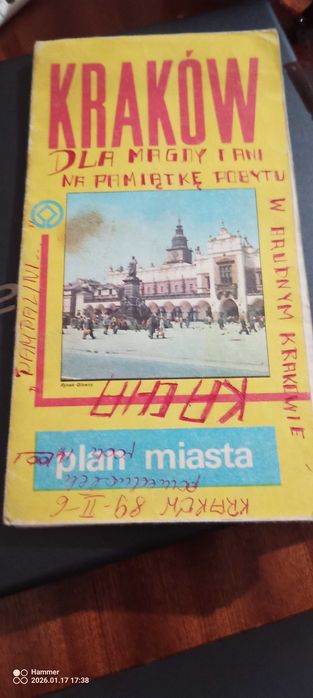 KRAKÓW
DLA MAGDY I ANI
NA PAMIĄTKĘ POBYTU
W BRUDNYM KRAKOWIE
Rynek Główny
KACHA
plan miasta
KRAKÓW 89-II-6
Hammer
2026.01.17 17:38